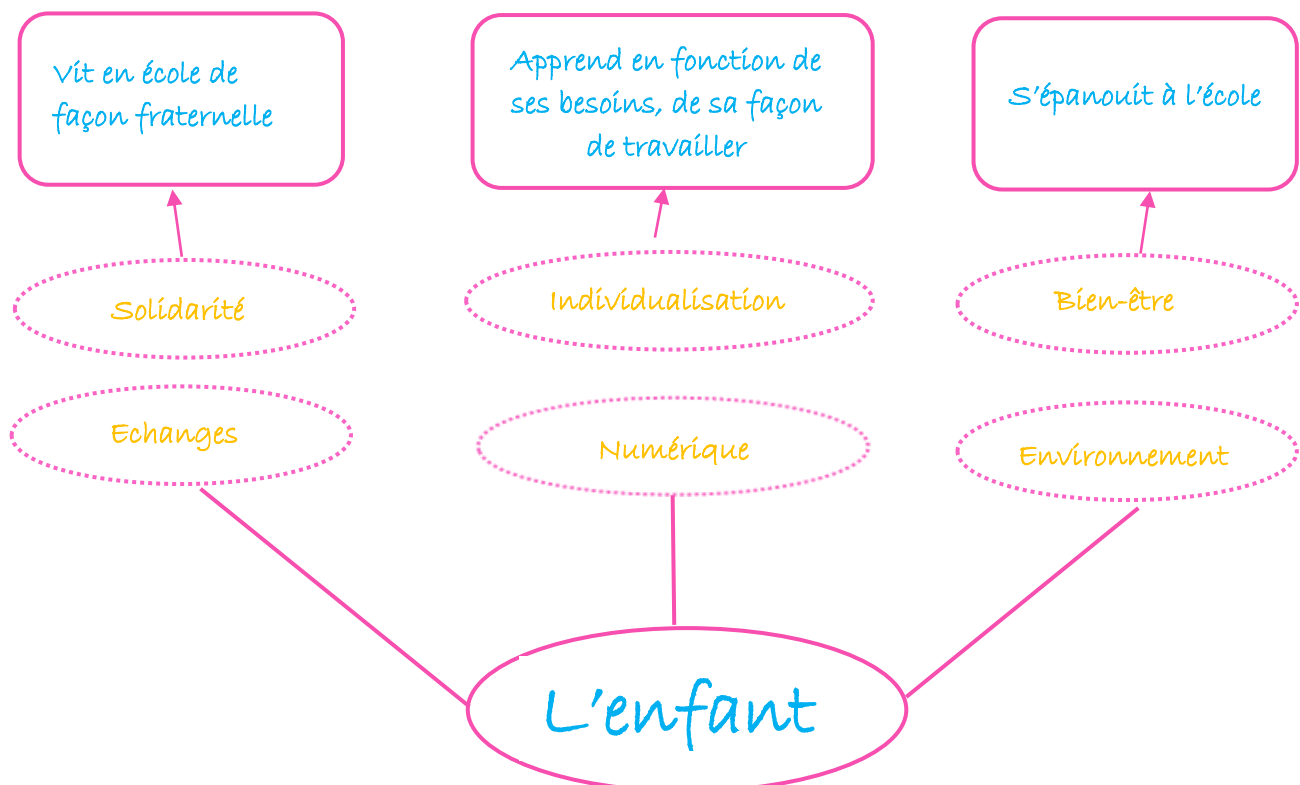 Vit en école de
façon fraternelle
Apprend en fonction de
ses besoins, de sa façon
de travailler
S'épanouit à l'école
Solidarité
Individualisation
Bien-être
Echanges
Numérique
Environnement
L'enfant